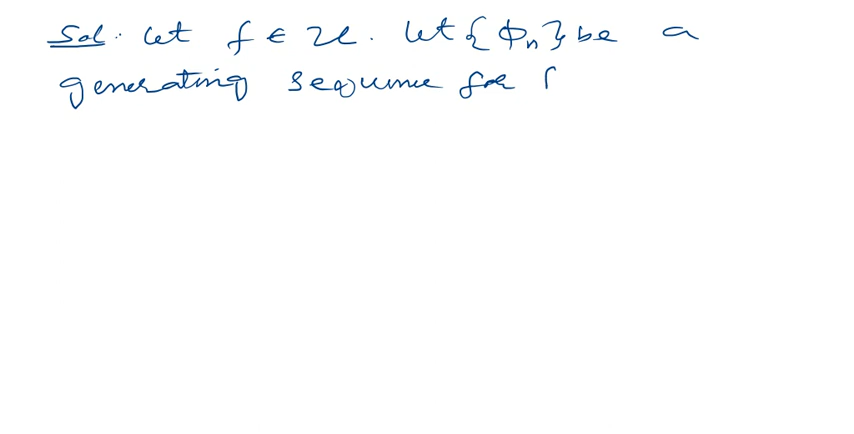 Sol. Let f ∈ 𝒰. Let {ϕn} be a
generating sequence for